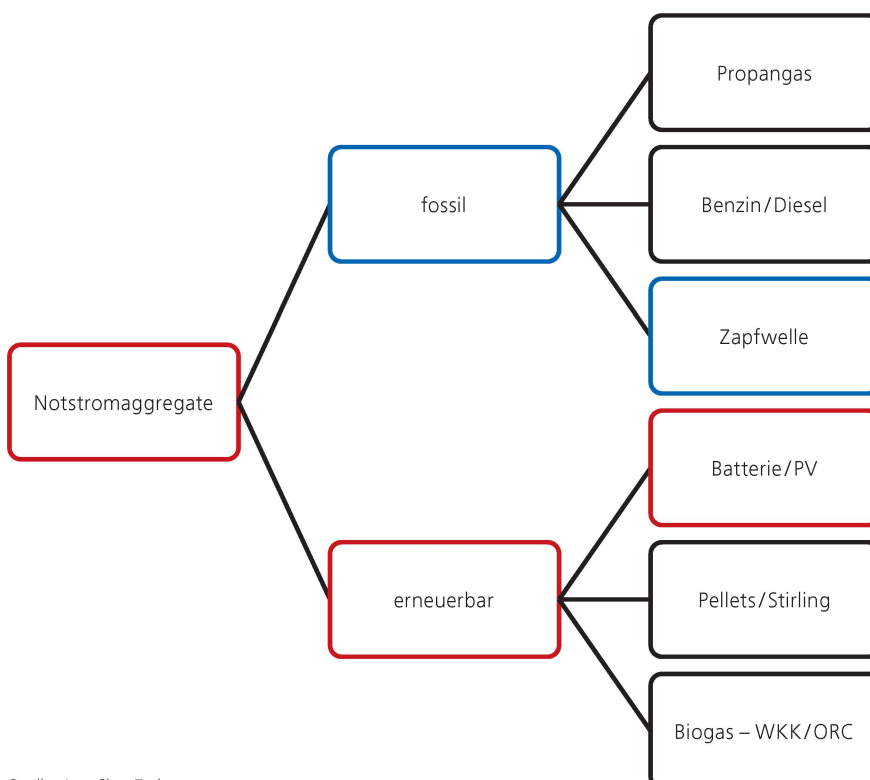 Propangas
fossil
Benzin/Diesel
Zapfwelle
Notstromaggregate
Batterie/PV
erneuerbar
Pellets/Stirling
Biogas – WKK/ORC